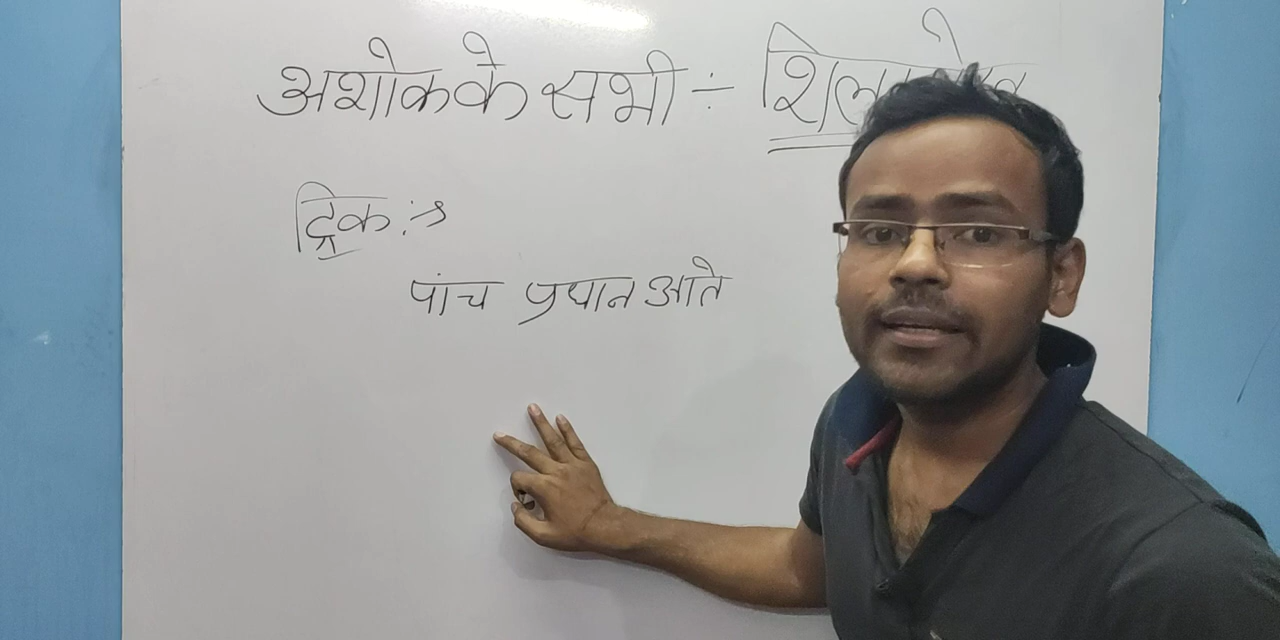 अशोक के सभी ÷
ट्रिक :→
पांच प्रधान आते